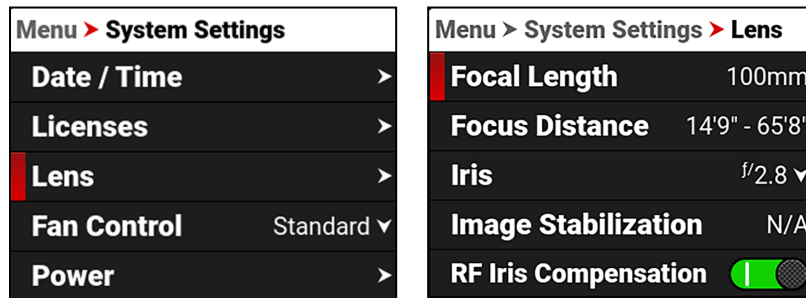 Menu > System Settings
Date / Time
Licenses
Lens
Fan Control Standard
Power
Menu > System Settings > Lens
Focal Length 100mm
Focus Distance 14'9" - 65'8"
Iris f/2.8
Image Stabilization N/A
RF Iris Compensation